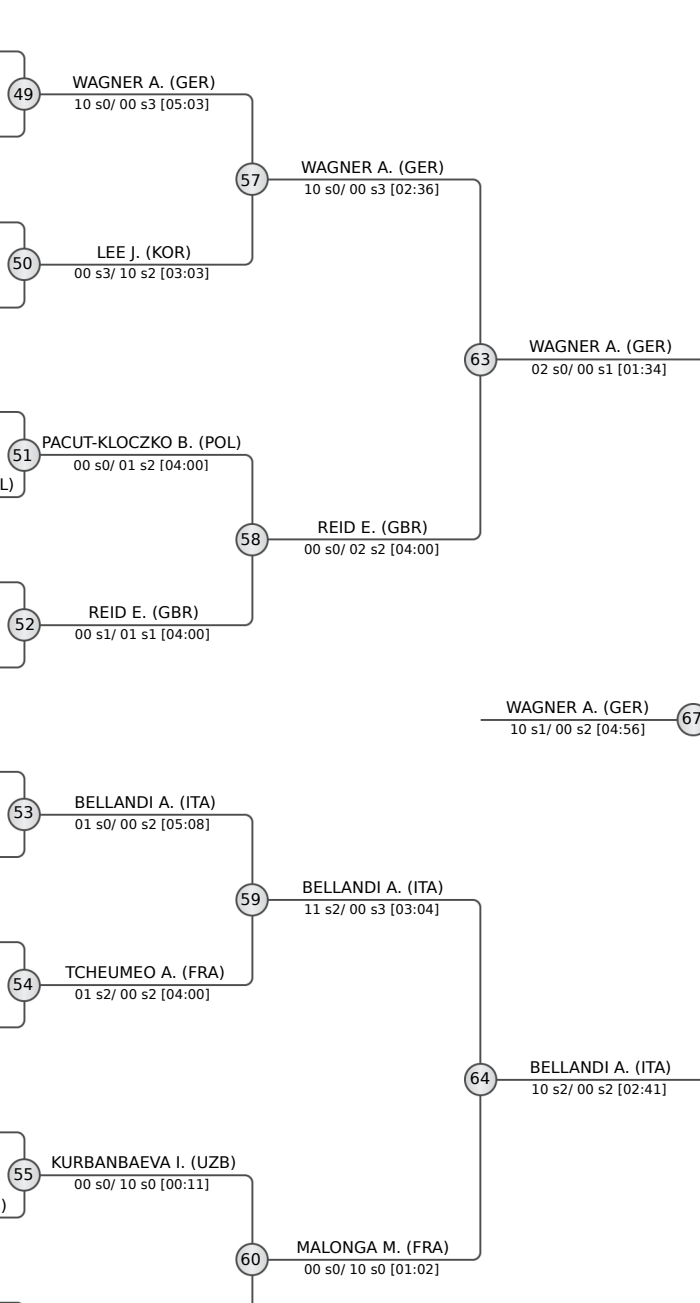 49
WAGNER A. (GER)
10 s0/ 00 s3 [05:03]
57
WAGNER A. (GER)
10 s0/ 00 s3 [02:36]
50
LEE J. (KOR)
00 s3/ 10 s2 [03:03]
63
WAGNER A. (GER)
02 s0/ 00 s1 [01:34]
51
PACUT-KLOCZKO B. (POL)
00 s0/ 01 s2 [04:00]
L)
58
REID E. (GBR)
00 s0/ 02 s2 [04:00]
52
REID E. (GBR)
00 s1/ 01 s1 [04:00]
WAGNER A. (GER)
10 s1/ 00 s2 [04:56]
67
53
BELLANDI A. (ITA)
01 s0/ 00 s2 [05:08]
59
BELLANDI A. (ITA)
11 s2/ 00 s3 [03:04]
54
TCHEUMEO A. (FRA)
01 s2/ 00 s2 [04:00]
64
BELLANDI A. (ITA)
10 s2/ 00 s2 [02:41]
55
KURBANBAEVA I. (UZB)
00 s0/ 10 s0 [00:11]
)
60
MALONGA M. (FRA)
00 s0/ 10 s0 [01:02]